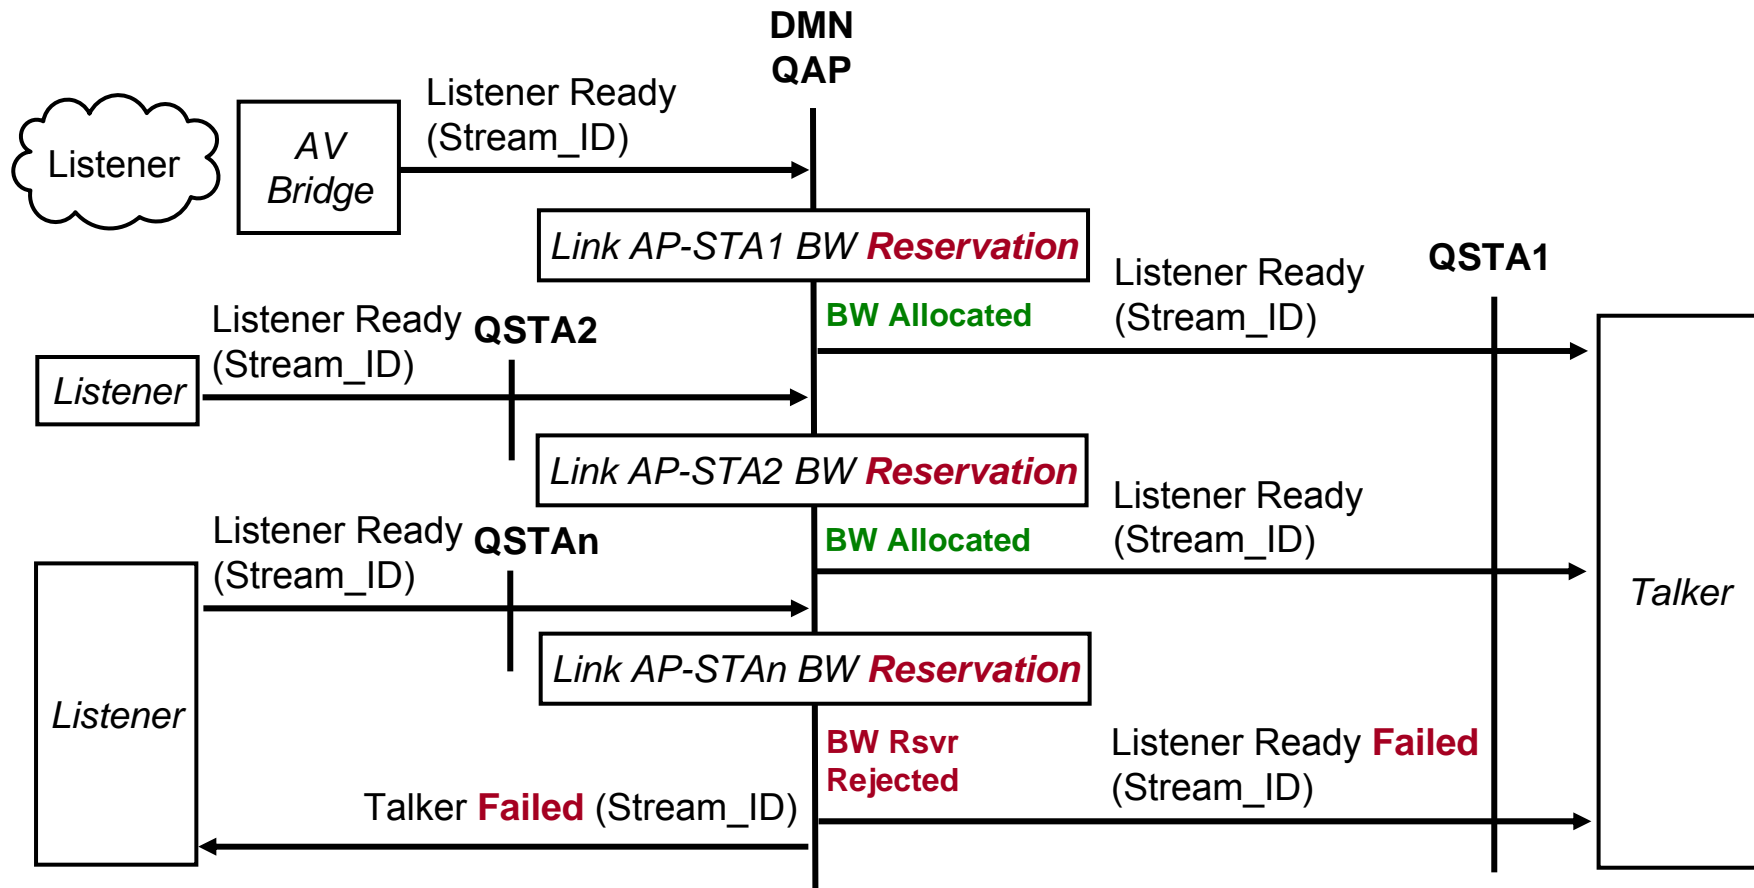 DMN
QAP
Listener Ready
(Stream_ID)
Listener
AV
Bridge
Link AP-STA1 BW Reservation
QSTA1
Listener Ready
(Stream_ID)
BW Allocated
Listener Ready
(Stream_ID)
QSTA2
Listener
Link AP-STA2 BW Reservation
Listener Ready
(Stream_ID)
BW Allocated
Listener Ready
(Stream_ID)
QSTAn
Talker
Link AP-STAn BW Reservation
Listener
BW Rsvr
Rejected
Listener Ready Failed
(Stream_ID)
Talker Failed (Stream_ID)